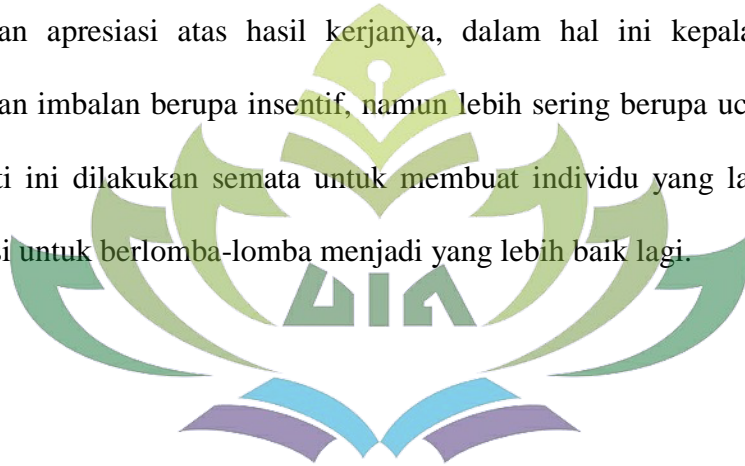 an apresiasi atas hasil kerjanya, dalam hal ini kepala
an imbalan berupa insentif, namun lebih sering berupa uc
ti ini dilakukan semata untuk membuat individu yang la
si untuk berlomba-lomba menjadi yang lebih baik lagi.
UIN